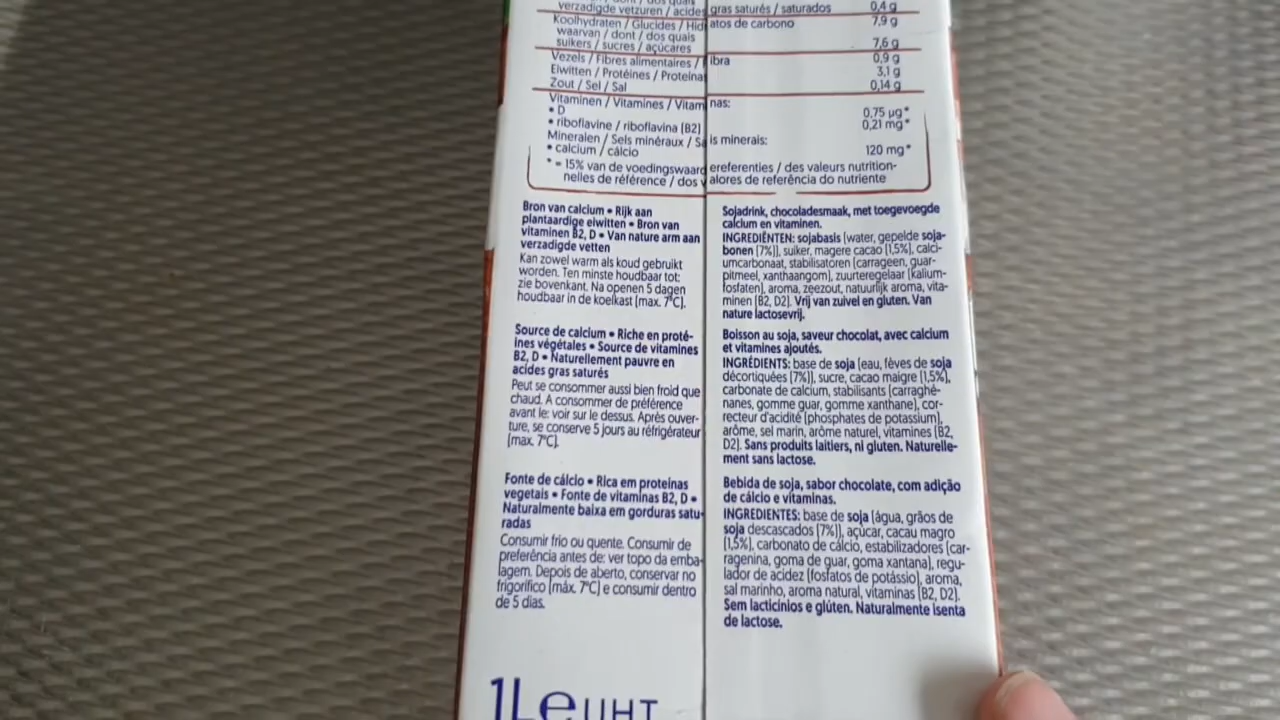 verzadigde vetzuren / acides gras saturés / saturados 0,4 g
Koolhydraten / Glucides / Hidratos de carbono 7,9 g
waarvan / dont / dos quais
suikers / sucres / açúcares 7,6 g
Vezels / Fibres alimentaires / Fibra 0,9 g
Eiwitten / Protéines / Proteínas 3,1 g
Zout / Sel / Sal 0,14 g
Vitaminen / Vitamines / Vitaminas:
• D 0,75 µg*
• riboflavine / riboflavina (B2) 0,21 mg*
Mineralen / Sels minéraux / Sais minerais:
• calcium / cálcio 120 mg*
* = 15% van de voedingswaardereferenties / des valeurs nutrition-
nelles de référence / dos valores de referência do nutriente
Bron van calcium • Rijk aan
plantaardige eiwitten • Bron van
vitaminen B2, D • Van nature arm aan
verzadigde vetten
Kan zowel warm als koud gebruikt
worden. Ten minste houdbaar tot:
zie bovenkant. Na openen 5 dagen
houdbaar in de koelkast (max. 7°C).
Source de calcium • Riche en proté-
ines végétales • Source de vitamines
B2, D • Naturellement pauvre en
acides gras saturés
Peut se consommer aussi bien froid que
chaud. A consommer de préférence
avant le: voir sur le dessus. Après ouver-
ture, se conserve 5 jours au réfrigérateur
(max. 7°C).
Fonte de cálcio • Rica em proteínas
vegetais • Fonte de vitaminas B2, D •
Naturalmente baixa em gorduras satu-
radas
Consumir frio ou quente. Consumir de
preferência antes de: ver topo da emba-
lagem. Depois de aberto, conservar no
frigorífico (máx. 7°C) e consumir dentro
de 5 dias.
Sojadrink, chocoladesmaak, met toegevoegde
calcium en vitaminen.
INGREDIËNTEN: sojabasis (water, gepelde soja-
bonen (7%)), suiker, magere cacao (1,5%), calci-
umcarbonaat, stabilisatoren (carrageen, guar-
pitmeel, xanthaangom), zuurteregelaar (kalium-
fosfaten), aroma, zeezout, natuurlijk aroma, vita-
minen (B2, D2). Vrij van zuivel en gluten. Van
nature lactosevrij.
Boisson au soja, saveur chocolat, avec calcium
et vitamines ajoutés.
INGRÉDIENTS: base de soja (eau, fèves de soja
décortiquées (7%)), sucre, cacao maigre (1,5%),
carbonate de calcium, stabilisants (carraghé-
nanes, gomme guar, gomme xanthane), cor-
recteur d'acidité (phosphates de potassium),
arôme, sel marin, arôme naturel, vitamines (B2,
D2). Sans produits laitiers, ni gluten. Naturelle-
ment sans lactose.
Bebida de soja, sabor chocolate, com adição
de cálcio e vitaminas.
INGREDIENTES: base de soja (água, grãos de
soja descascados (7%)), açúcar, cacau magro
(1,5%), carbonato de cálcio, estabilizadores (car-
ragenina, goma de guar, goma xantana), regu-
lador de acidez (fosfatos de potássio), aroma,
sal marinho, aroma natural, vitaminas (B2, D2).
Sem lacticínios e glúten. Naturalmente isenta
de lactose.
1L℮ UHT